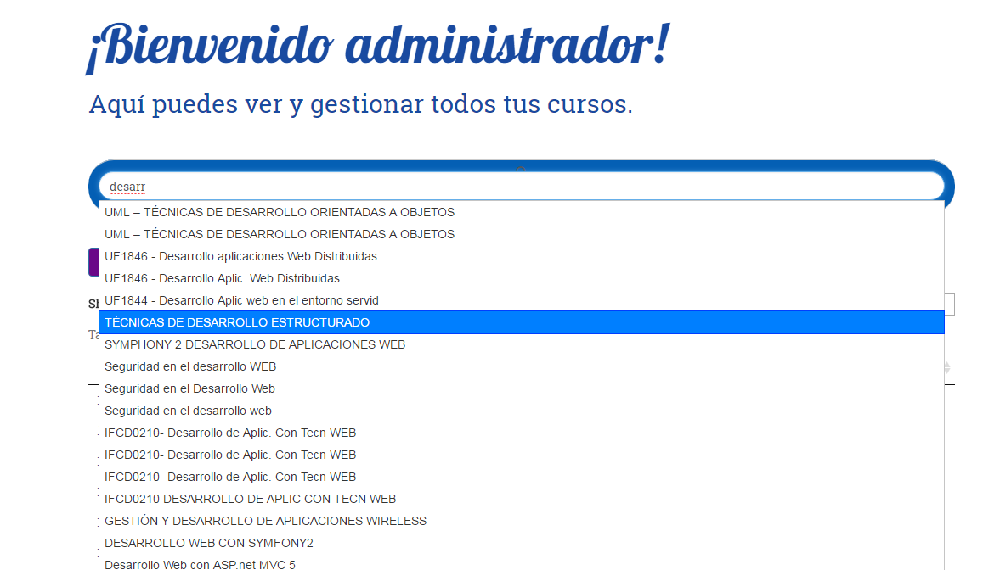 ¡Bienvenido administrador!
Aquí puedes ver y gestionar todos tus cursos.
desarr
UML – TÉCNICAS DE DESARROLLO ORIENTADAS A OBJETOS
UML – TÉCNICAS DE DESARROLLO ORIENTADAS A OBJETOS
UF1846 - Desarrollo aplicaciones Web Distribuidas
UF1846 - Desarrollo Aplic. Web Distribuidas
UF1844 - Desarrollo Aplic web en el entorno servid
TÉCNICAS DE DESARROLLO ESTRUCTURADO
SYMPHONY 2 DESARROLLO DE APLICACIONES WEB
Seguridad en el desarrollo WEB
Seguridad en el Desarrollo Web
Seguridad en el desarrollo web
IFCD0210- Desarrollo de Aplic. Con Tecn WEB
IFCD0210- Desarrollo de Aplic. Con Tecn WEB
IFCD0210- Desarrollo de Aplic. Con Tecn WEB
IFCD0210 DESARROLLO DE APLIC CON TECN WEB
GESTIÓN Y DESARROLLO DE APLICACIONES WIRELESS
DESARROLLO WEB CON SYMFONY2
Desarrollo Web con ASP.net MVC 5